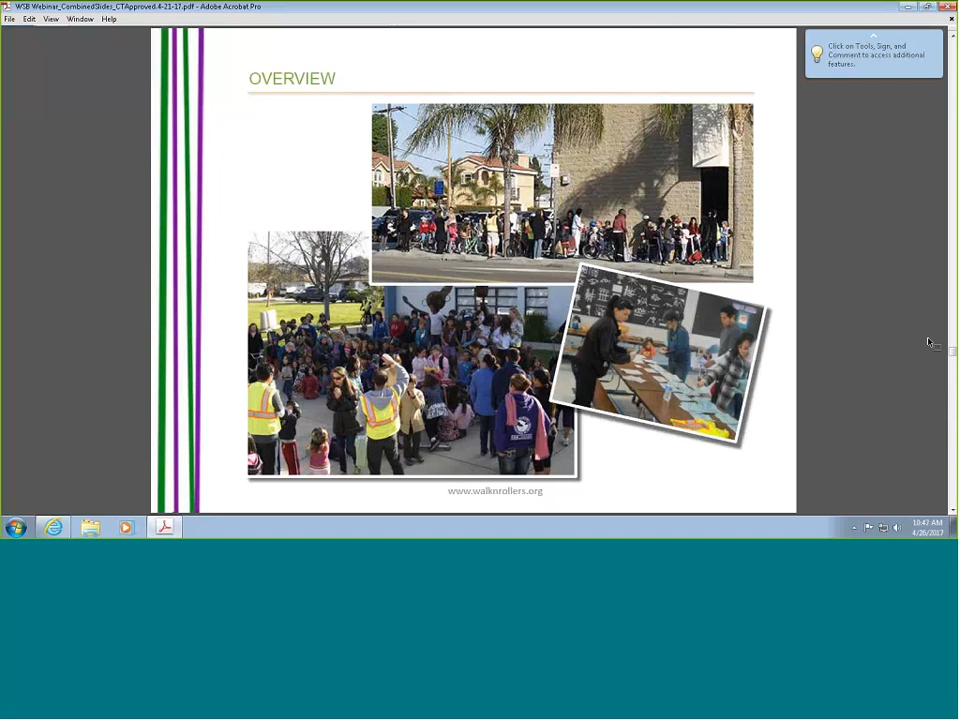 WSB Webinar_CombinedSlides_CTApproved.4-21-17.pdf - Adobe Acrobat Pro
File Edit View Window Help
Click on Tools, Sign, and
Comment to access additional
features.
OVERVIEW
www.walknrollers.org
10:47 AM
4/26/2017